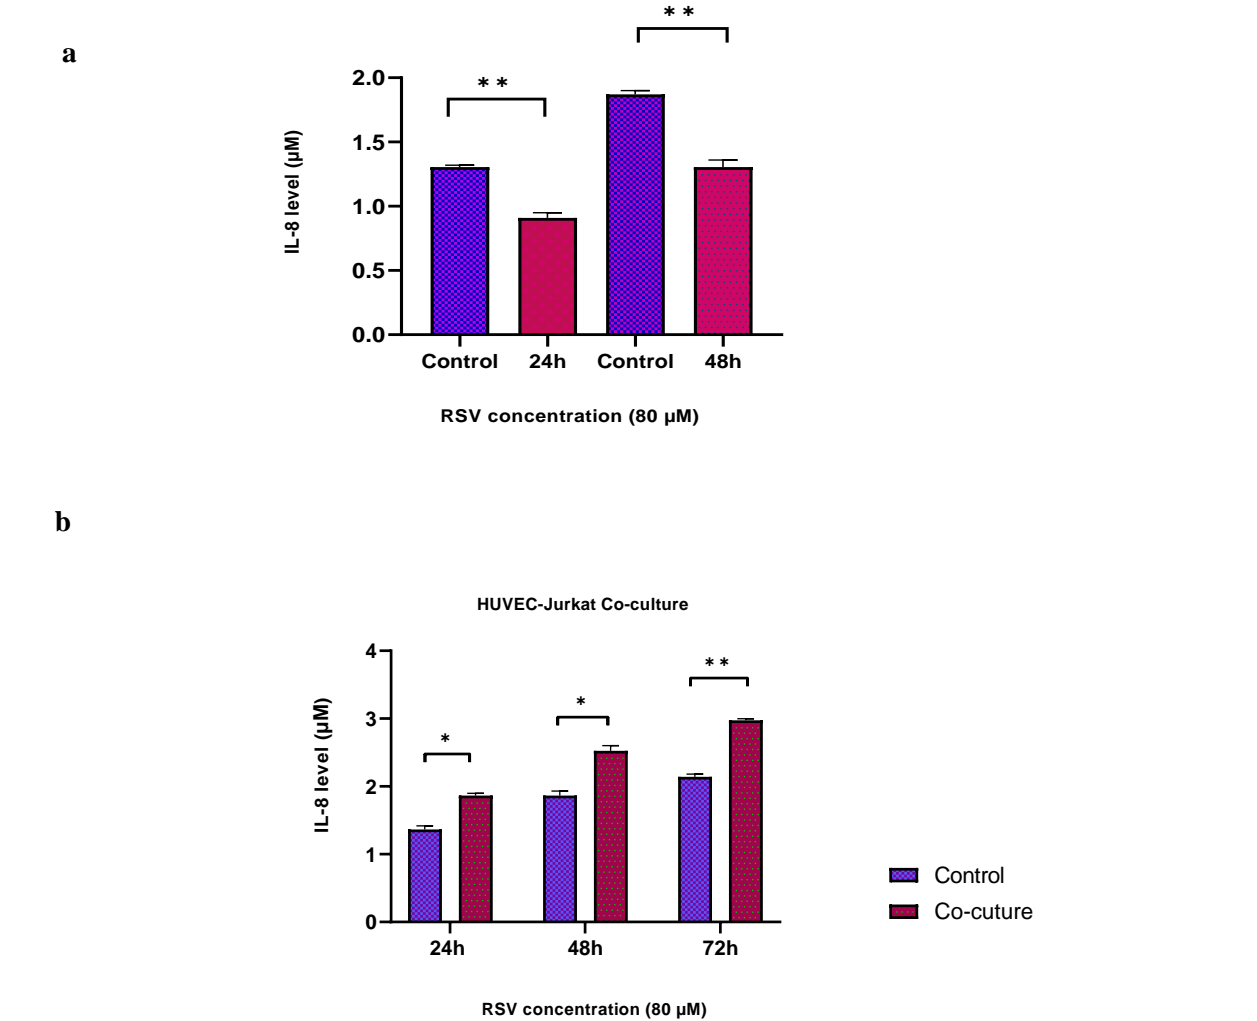 a
**
**
IL-8 level (µM)
2.0
1.5
1.0
0.5
0.0
Control 24h Control 48h
RSV concentration (80 µM)
b
HUVEC-Jurkat Co-culture
IL-8 level (µM)
4
3
2
1
0
*
*
**
24h 48h 72h
RSV concentration (80 µM)
Control
Co-cuture